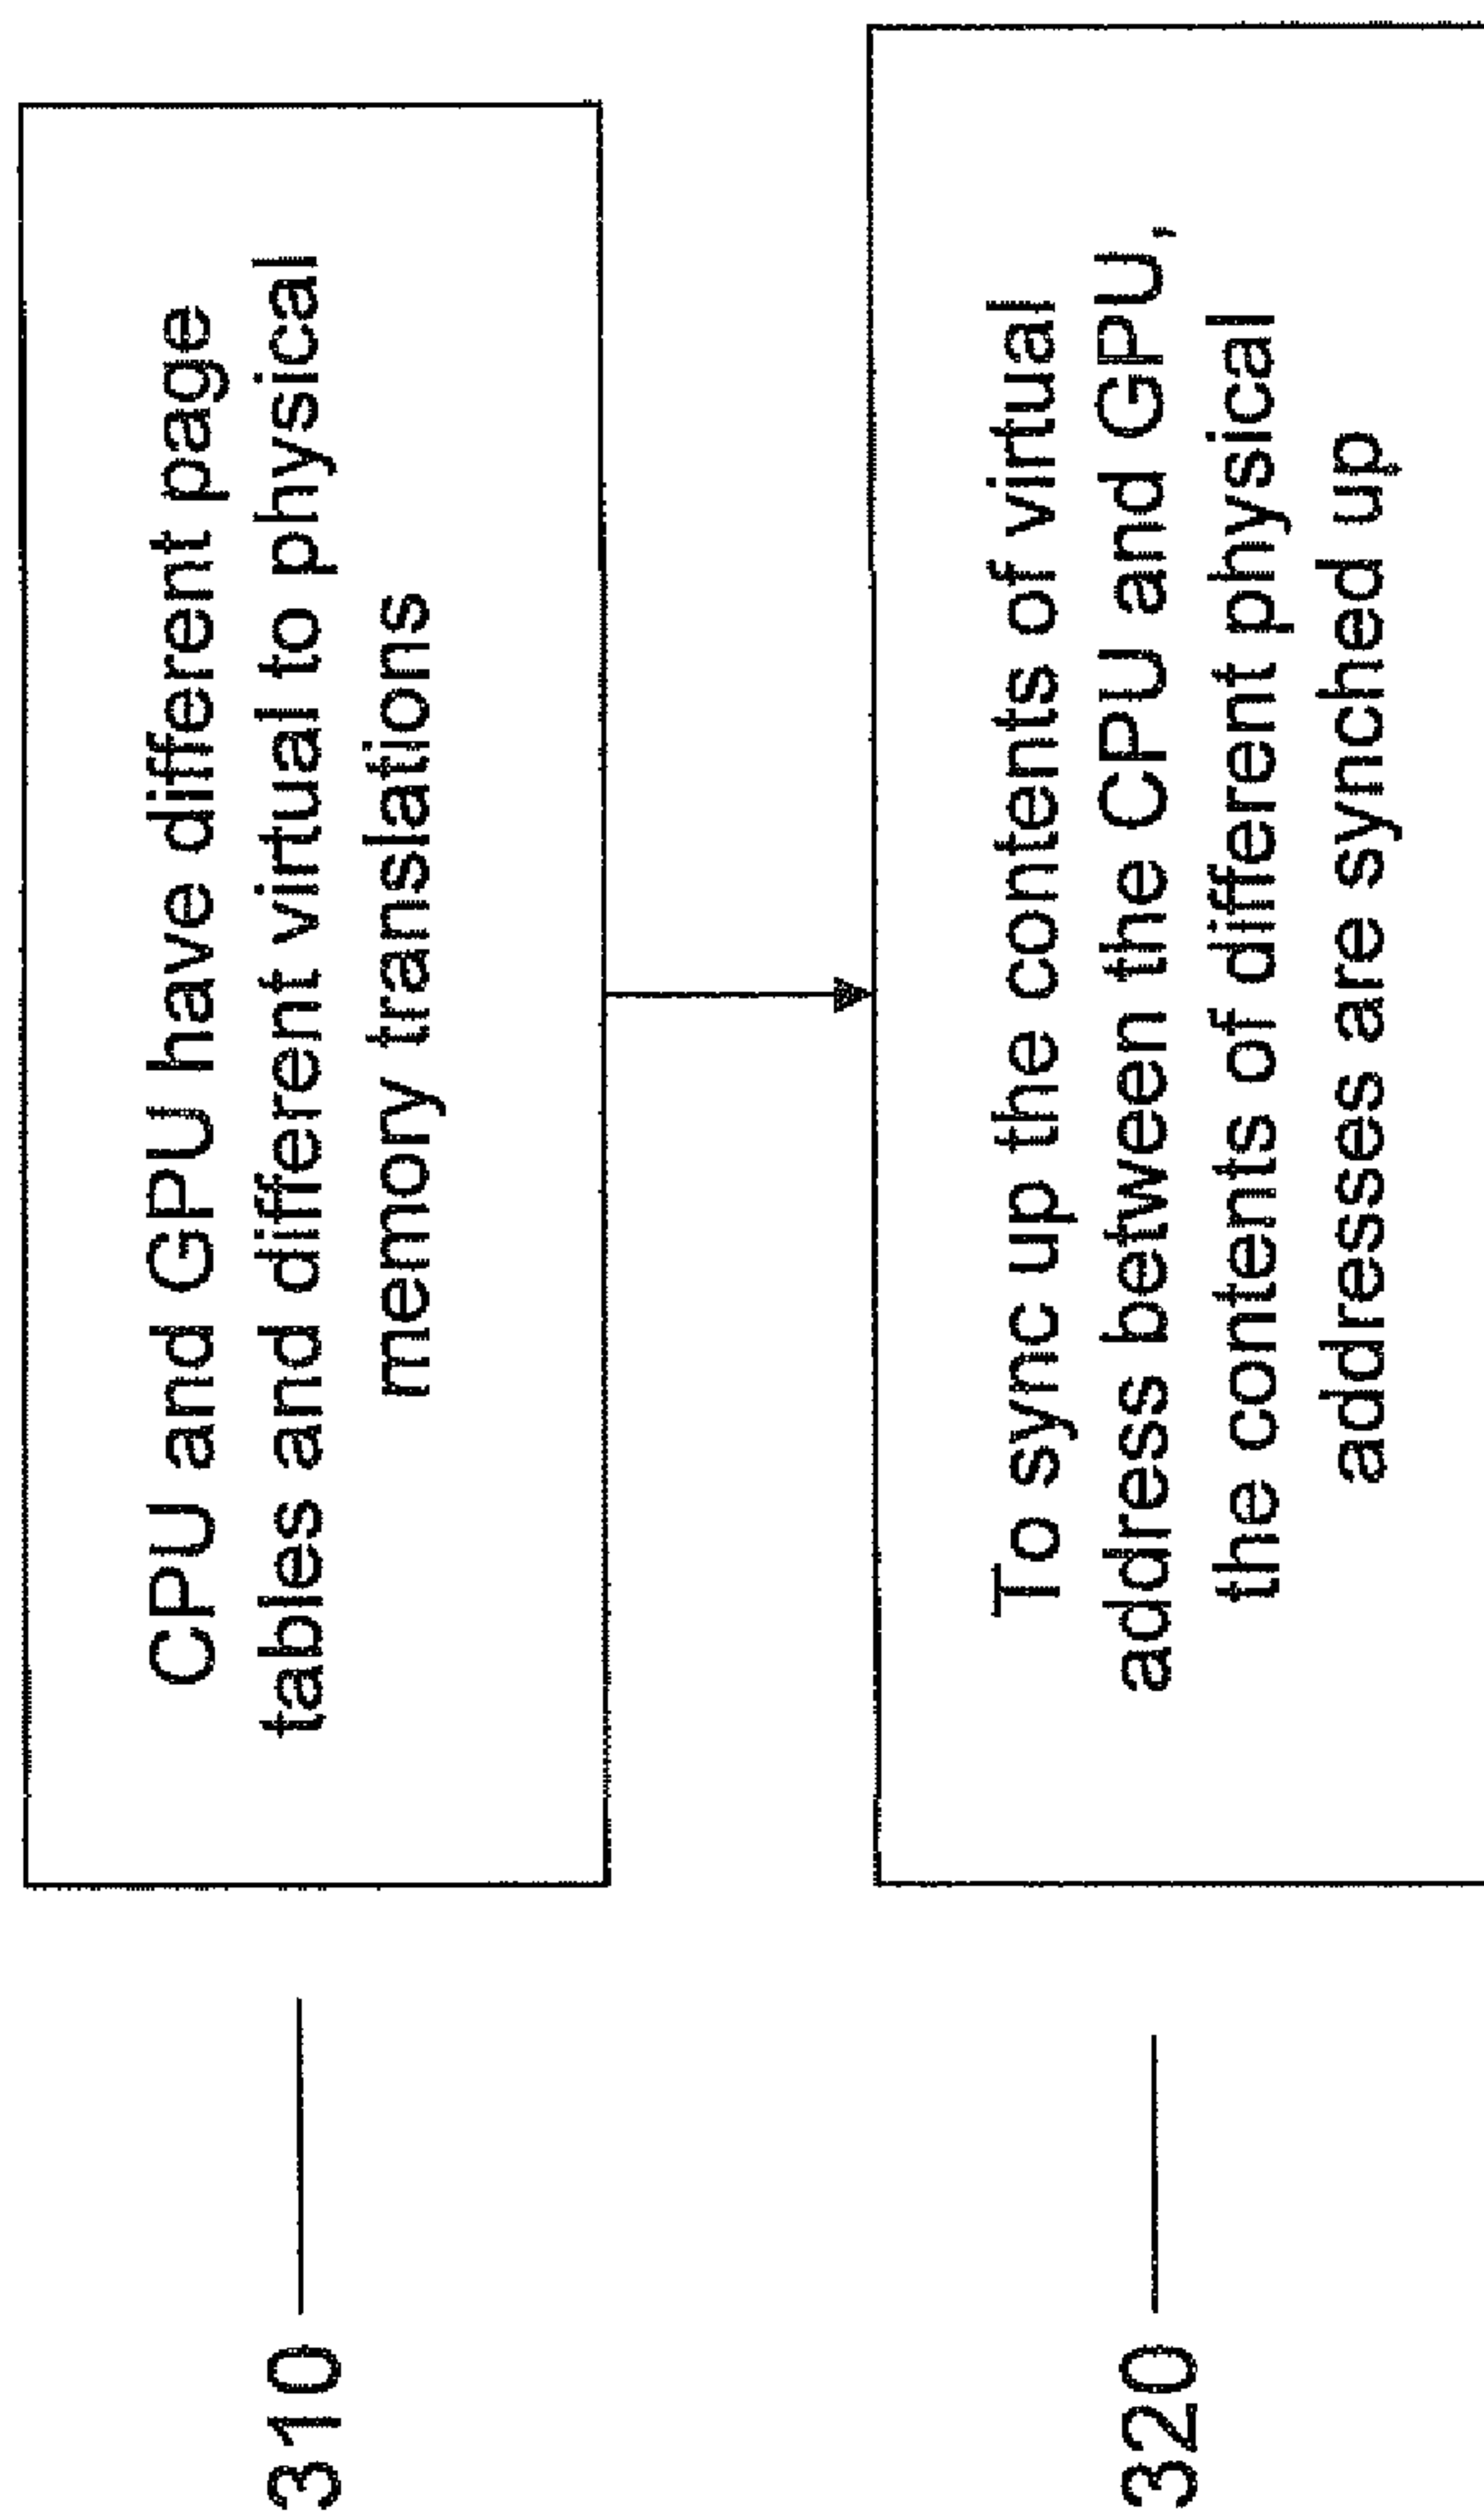 310
CPU and GPU have different page
tables and different virtual to physical
memory translations
320
To sync up the contents of virtual
address between the CPU and GPU,
the contents of different physical
addresses are synched up